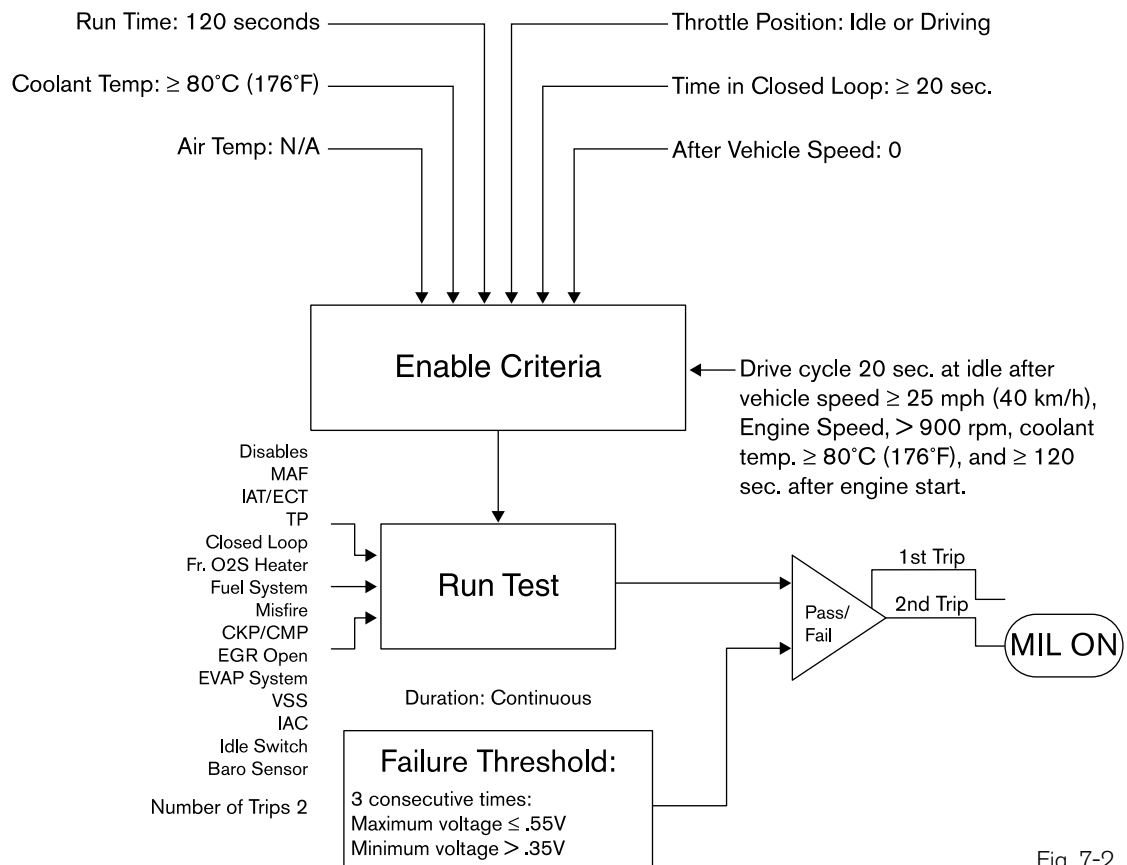 Run Time: 120 seconds
Throttle Position: Idle or Driving
Coolant Temp: ≥ 80˚C (176˚F)
Time in Closed Loop: ≥ 20 sec.
Air Temp: N/A
After Vehicle Speed: 0
Enable Criteria
Drive cycle 20 sec. at idle after
vehicle speed ≥ 25 mph (40 km/h),
Engine Speed, > 900 rpm, coolant
temp. ≥ 80˚C (176˚F), and ≥ 120
sec. after engine start.
Disables
MAF
IAT/ECT
TP
Closed Loop
Fr. O2S Heater
Fuel System
Misfire
CKP/CMP
EGR Open
EVAP System
VSS
IAC
Idle Switch
Baro Sensor
Number of Trips 2
Run Test
Duration: Continuous
Pass/
Fail
1st Trip
2nd Trip
MIL ON
Failure Threshold:
3 consecutive times:
Maximum voltage ≤ .55V
Minimum voltage > .35V
Fig. 7-2